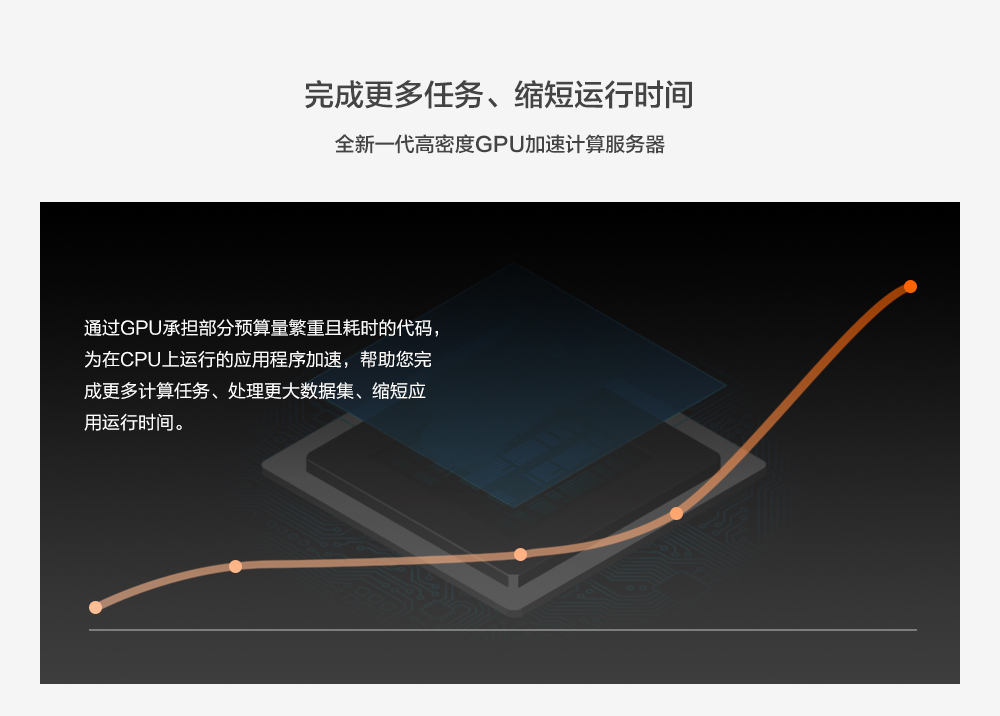 完成更多任务、缩短运行时间
全新一代高密度GPU加速计算服务器
通过GPU承担部分预算量繁重且耗时的代码，
为在CPU上运行的应用程序加速，帮助您完
成更多计算任务、处理更大数据集、缩短应
用运行时间。